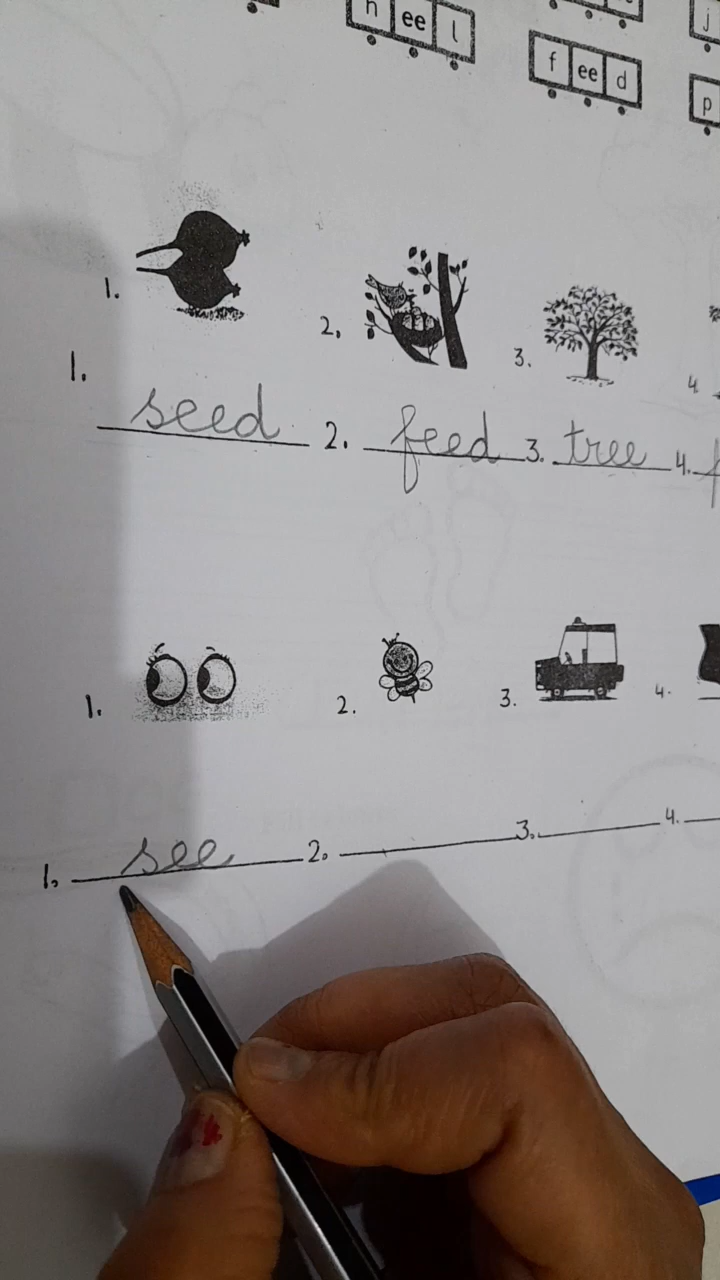 h ee l
f ee d
j
p
1. 2. 3. 4.
1. seed 2. feed 3. tree 4. f
1. 2. 3. 4.
1. see 2. 3. 4.